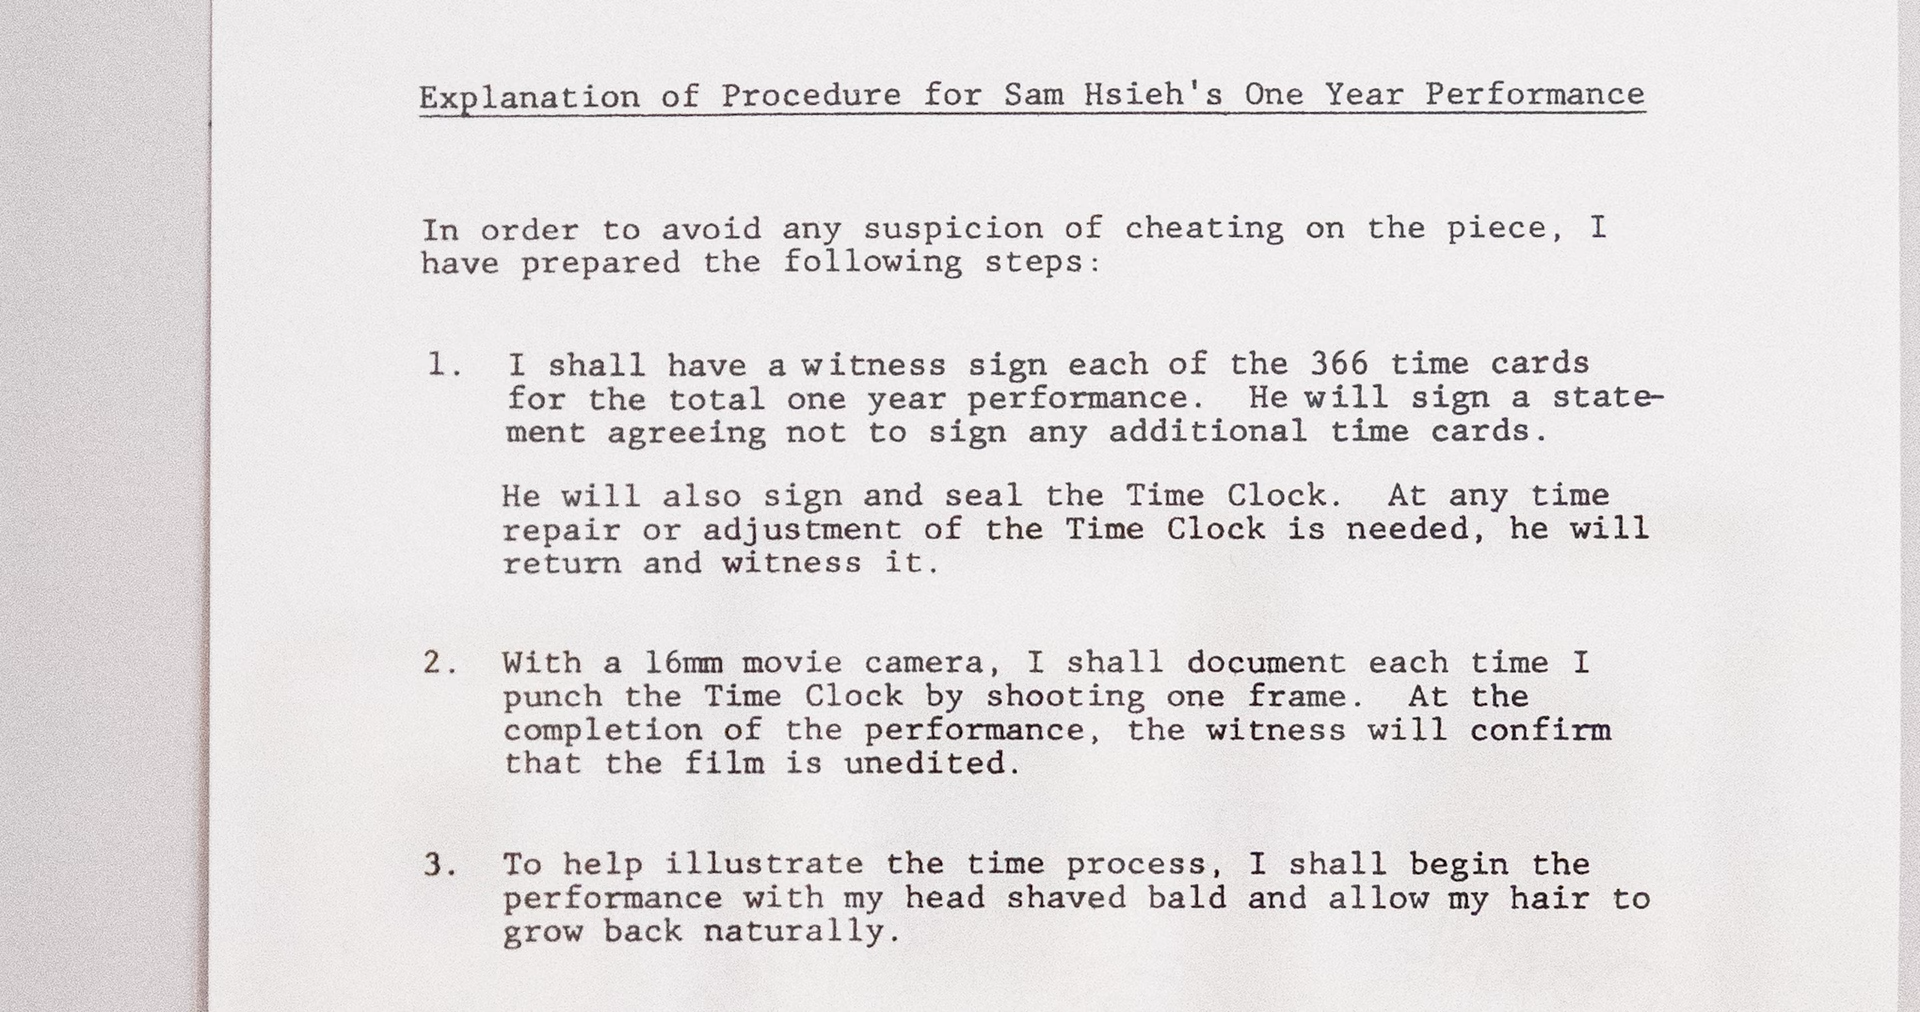 Explanation of Procedure for Sam Hsieh's One Year Performance
In order to avoid any suspicion of cheating on the piece, I
have prepared the following steps:
1. I shall have a witness sign each of the 366 time cards
for the total one year performance. He will sign a state-
ment agreeing not to sign any additional time cards.
He will also sign and seal the Time Clock. At any time
repair or adjustment of the Time Clock is needed, he will
return and witness it.
2. With a 16mm movie camera, I shall document each time I
punch the Time Clock by shooting one frame. At the
completion of the performance, the witness will confirm
that the film is unedited.
3. To help illustrate the time process, I shall begin the
performance with my head shaved bald and allow my hair to
grow back naturally.